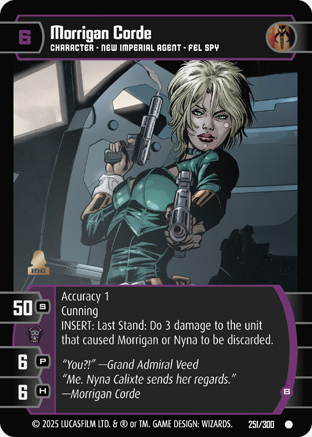 6 Morrigan Corde
CHARACTER • NEW IMPERIAL AGENT • FEL SPY
IDC
50 S
Accuracy 1
Cunning
INSERT: Last Stand: Do 3 damage to the unit
that caused Morrigan or Nyna to be discarded.
6 P
“You?!” —Grand Admiral Veed
“Me. Nyna Calixte sends her regards.”
6 H
—Morrigan Corde
B
© 2025 LUCASFILM LTD. & ® or TM. GAME DESIGN: WIZARDS. 251/300